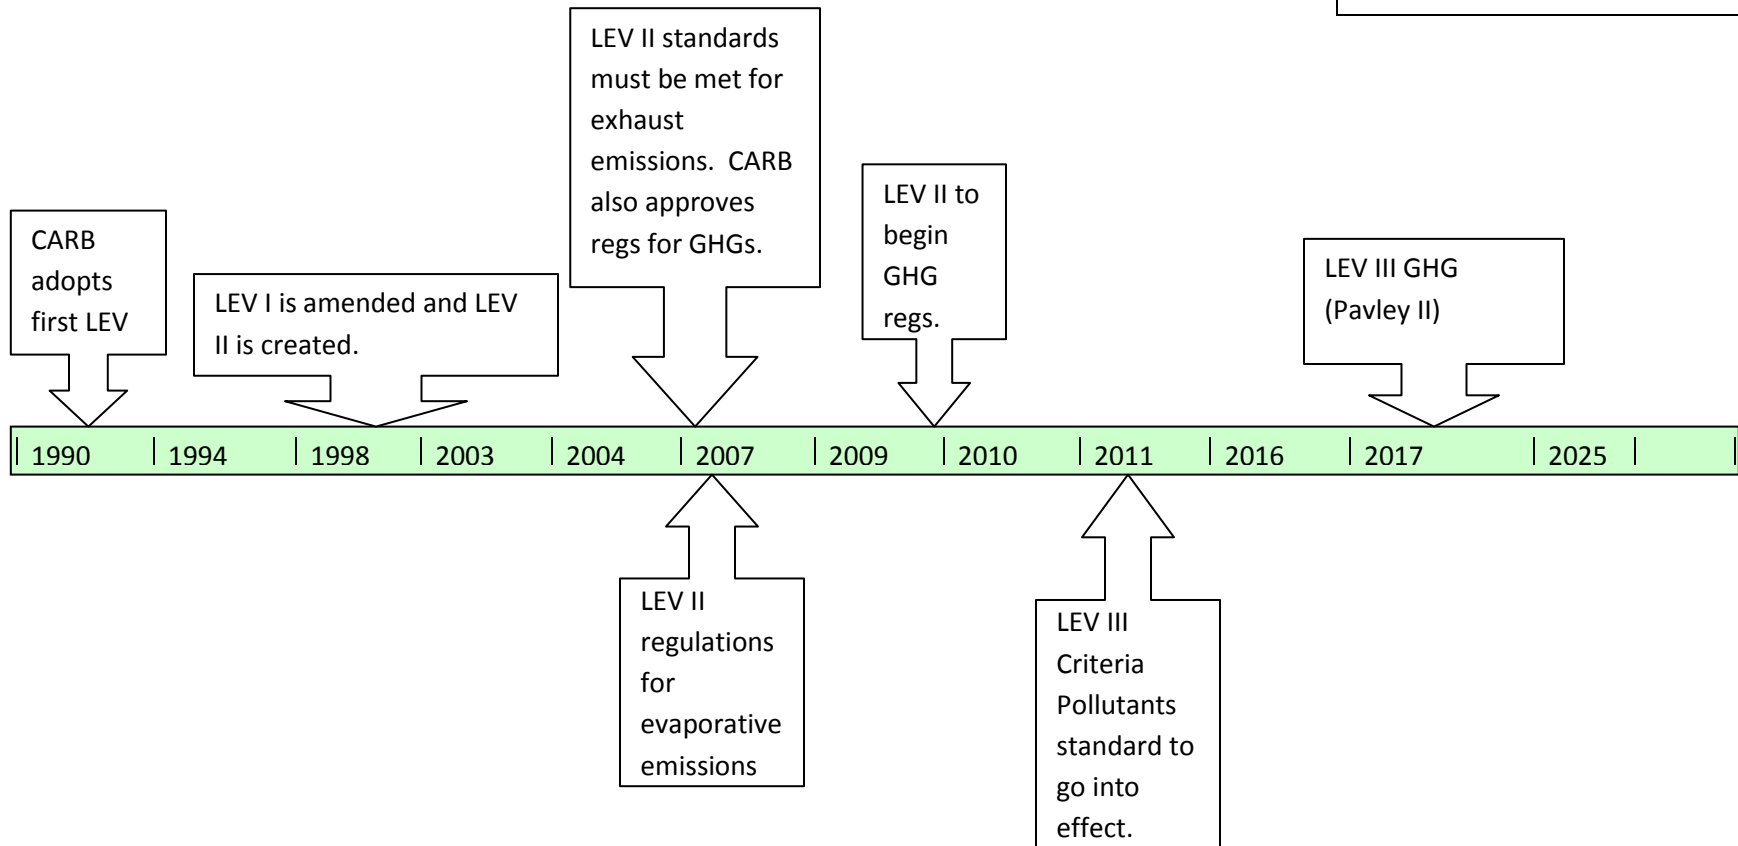 LEV II standards
must be met for
exhaust
emissions.  CARB
also approves
regs for GHGs.
LEV II to
begin
GHG
regs.
CARB
adopts
first LEV
LEV I is amended and LEV
II is created.
LEV III GHG
(Pavley II)
1990 1994 1998 2003 2004 2007 2009 2010 2011 2016 2017 2025
LEV II
regulations
for
evaporative
emissions
LEV III
Criteria
Pollutants
standard to
go into
effect.